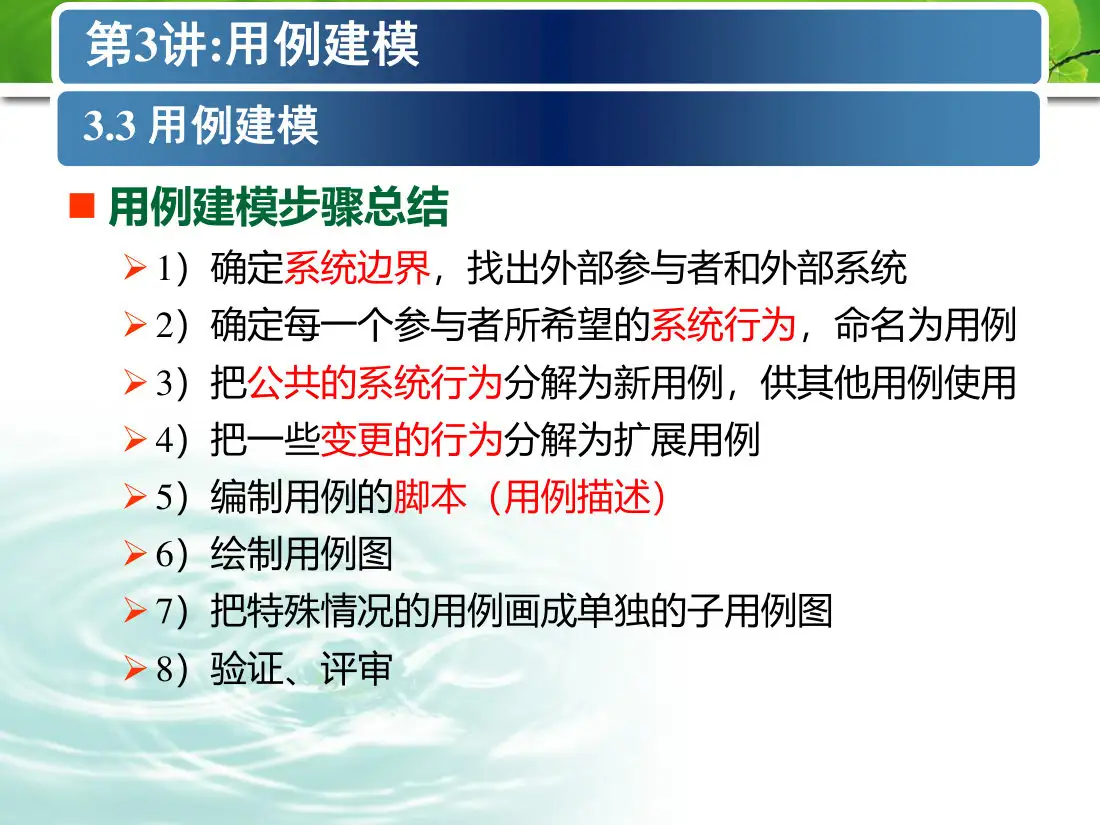 第3讲:用例建模
3.3 用例建模
用例建模步骤总结
1）确定系统边界，找出外部参与者和外部系统
2）确定每一个参与者所希望的系统行为，命名为用例
3）把公共的系统行为分解为新用例，供其他用例使用
4）把一些变更的行为分解为扩展用例
5）编制用例的脚本（用例描述）
6）绘制用例图
7）把特殊情况的用例画成单独的子用例图
8）验证、评审